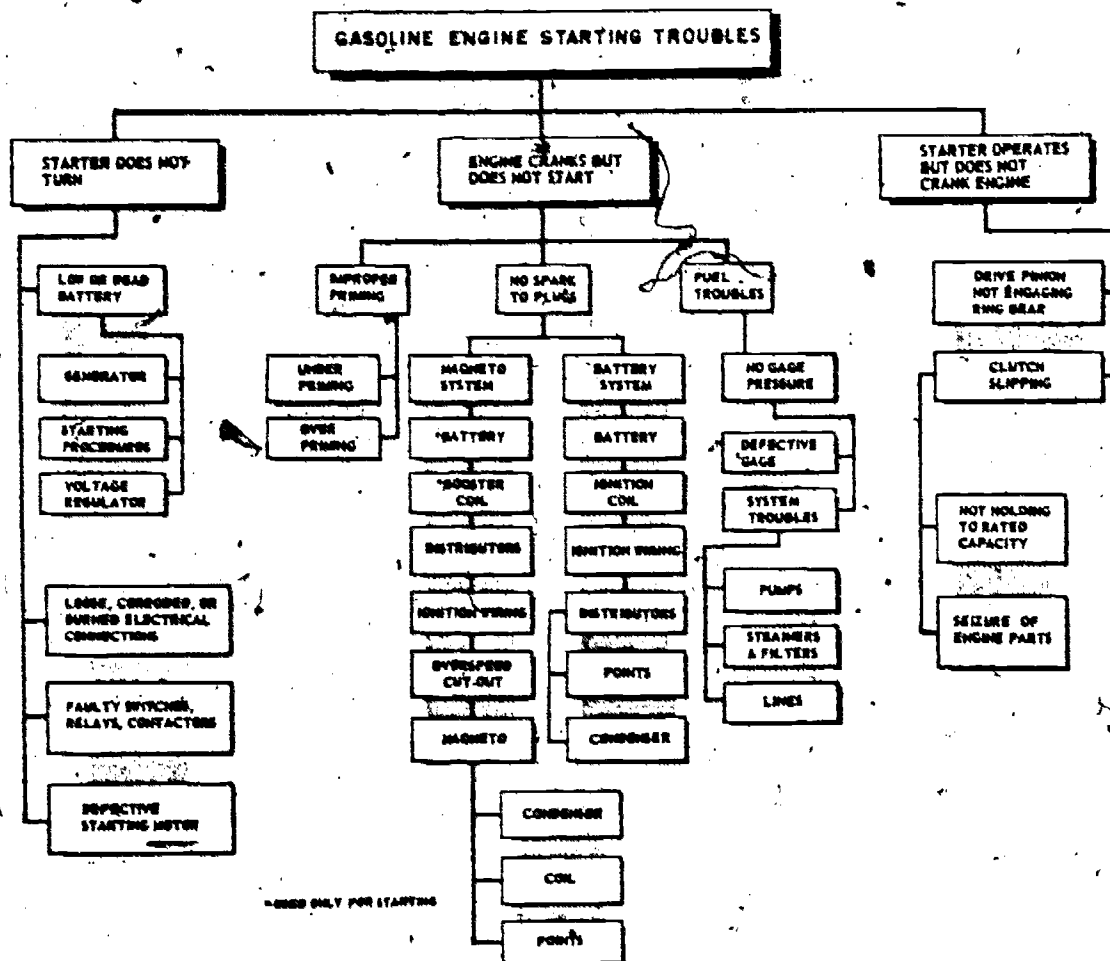 GASOLINE ENGINE STARTING TROUBLES
STARTER DOES NOT
TURN
ENGINE CRANKS BUT
DOES NOT START
STARTER OPERATES
BUT DOES NOT
CRANK ENGINE
LOW OR DEAD
BATTERY
GENERATOR
STARTING
PROCEDURES
VOLTAGE
REGULATOR
LOOSE, CORRODED, OR
BURNED ELECTRICAL
CONNECTIONS
FAULTY SWITCHES,
RELAYS, CONTACTORS
DEFECTIVE
STARTING MOTOR
IMPROPER
PRIMING
UNDER
PRIMING
OVER
PRIMING
NO SPARK
TO PLUGS
MAGNETO
SYSTEM
*BATTERY
*BOOSTER
COIL
DISTRIBUTORS
IGNITION WIRING
OVERSPEED
CUT-OUT
MAGNETO
CONDENSER
COIL
POINTS
BATTERY
SYSTEM
BATTERY
IGNITION
COIL
IGNITION WIRING
DISTRIBUTORS
POINTS
CONDENSER
FUEL
TROUBLES
NO GAGE
PRESSURE
DEFECTIVE
GAGE
SYSTEM
TROUBLES
PUMPS
STRAINERS
& FILTERS
LINES
DRIVE PINION
NOT ENGAGING
RING GEAR
CLUTCH
SLIPPING
NOT HOLDING
TO RATED
CAPACITY
SEIZURE OF
ENGINE PARTS
*USED ONLY FOR STARTING